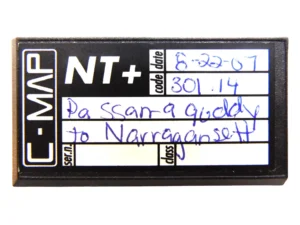 C-MAP
NT+
date 8-22-07
code 301.14
Passamaquoddy
to Narragansett
ser.n.
class